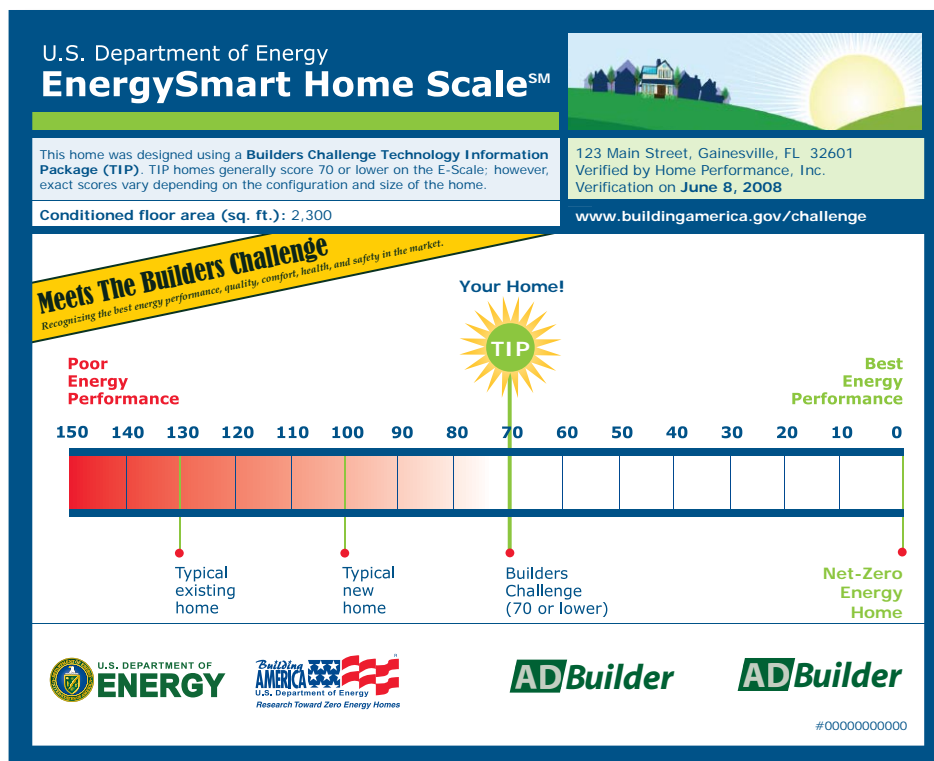 U.S. Department of Energy
EnergySmart Home Scale℠
This home was designed using a Builders Challenge Technology Information
Package (TIP). TIP homes generally score 70 or lower on the E-Scale; however,
exact scores vary depending on the configuration and size of the home.
Conditioned floor area (sq. ft.): 2,300
123 Main Street, Gainesville, FL 32601
Verified by Home Performance, Inc.
Verification on June 8, 2008
www.buildingamerica.gov/challenge
Meets The Builders Challenge
Recognizing the best energy performance, quality, comfort, health, and safety in the market.
Your Home!
TIP
Poor
Energy
Performance
Best
Energy
Performance
150 140 130 120 110 100 90 80 70 60 50 40 30 20 10 0
Typical
existing
home
Typical
new
home
Builders
Challenge
(70 or lower)
Net-Zero
Energy
Home
U.S. DEPARTMENT OF
ENERGY
Building
AMERICA
U.S. Department of Energy
Research Toward Zero Energy Homes
ADBuilder
ADBuilder
#00000000000